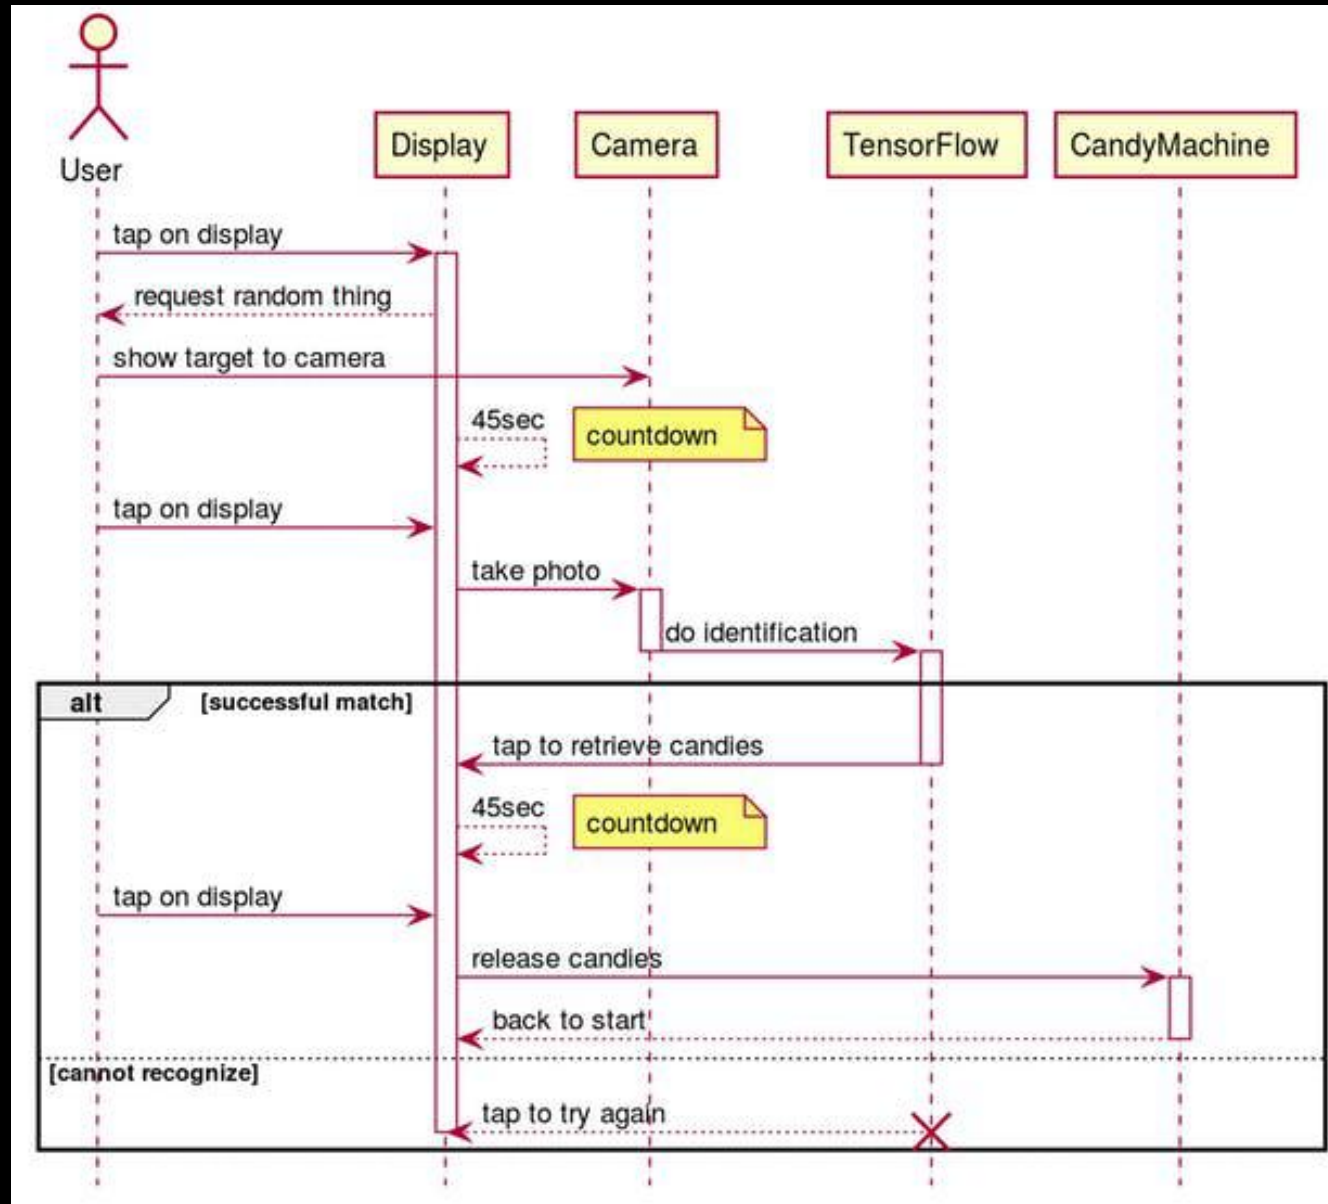 User
Display
Camera
TensorFlow
CandyMachine
tap on display
request random thing
show target to camera
45sec
countdown
tap on display
take photo
do identification
alt
[successful match]
tap to retrieve candies
45sec
countdown
tap on display
release candies
back to start
[cannot recognize]
tap to try again